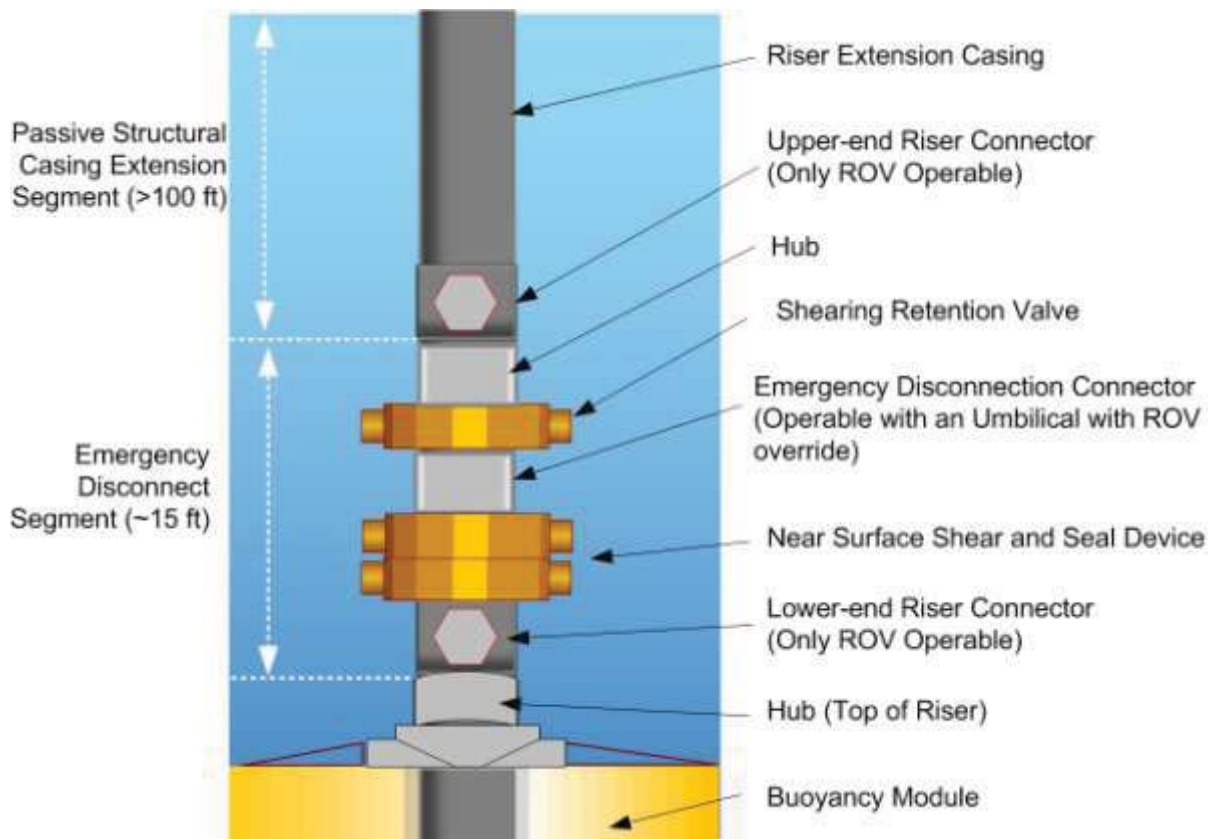 Passive Structural
Casing Extension
Segment (>100 ft)
Emergency
Disconnect
Segment (~15 ft)
Riser Extension Casing
Upper-end Riser Connector
(Only ROV Operable)
Hub
Shearing Retention Valve
Emergency Disconnection Connector
(Operable with an Umbilical with ROV
override)
Near Surface Shear and Seal Device
Lower-end Riser Connector
(Only ROV Operable)
Hub (Top of Riser)
Buoyancy Module